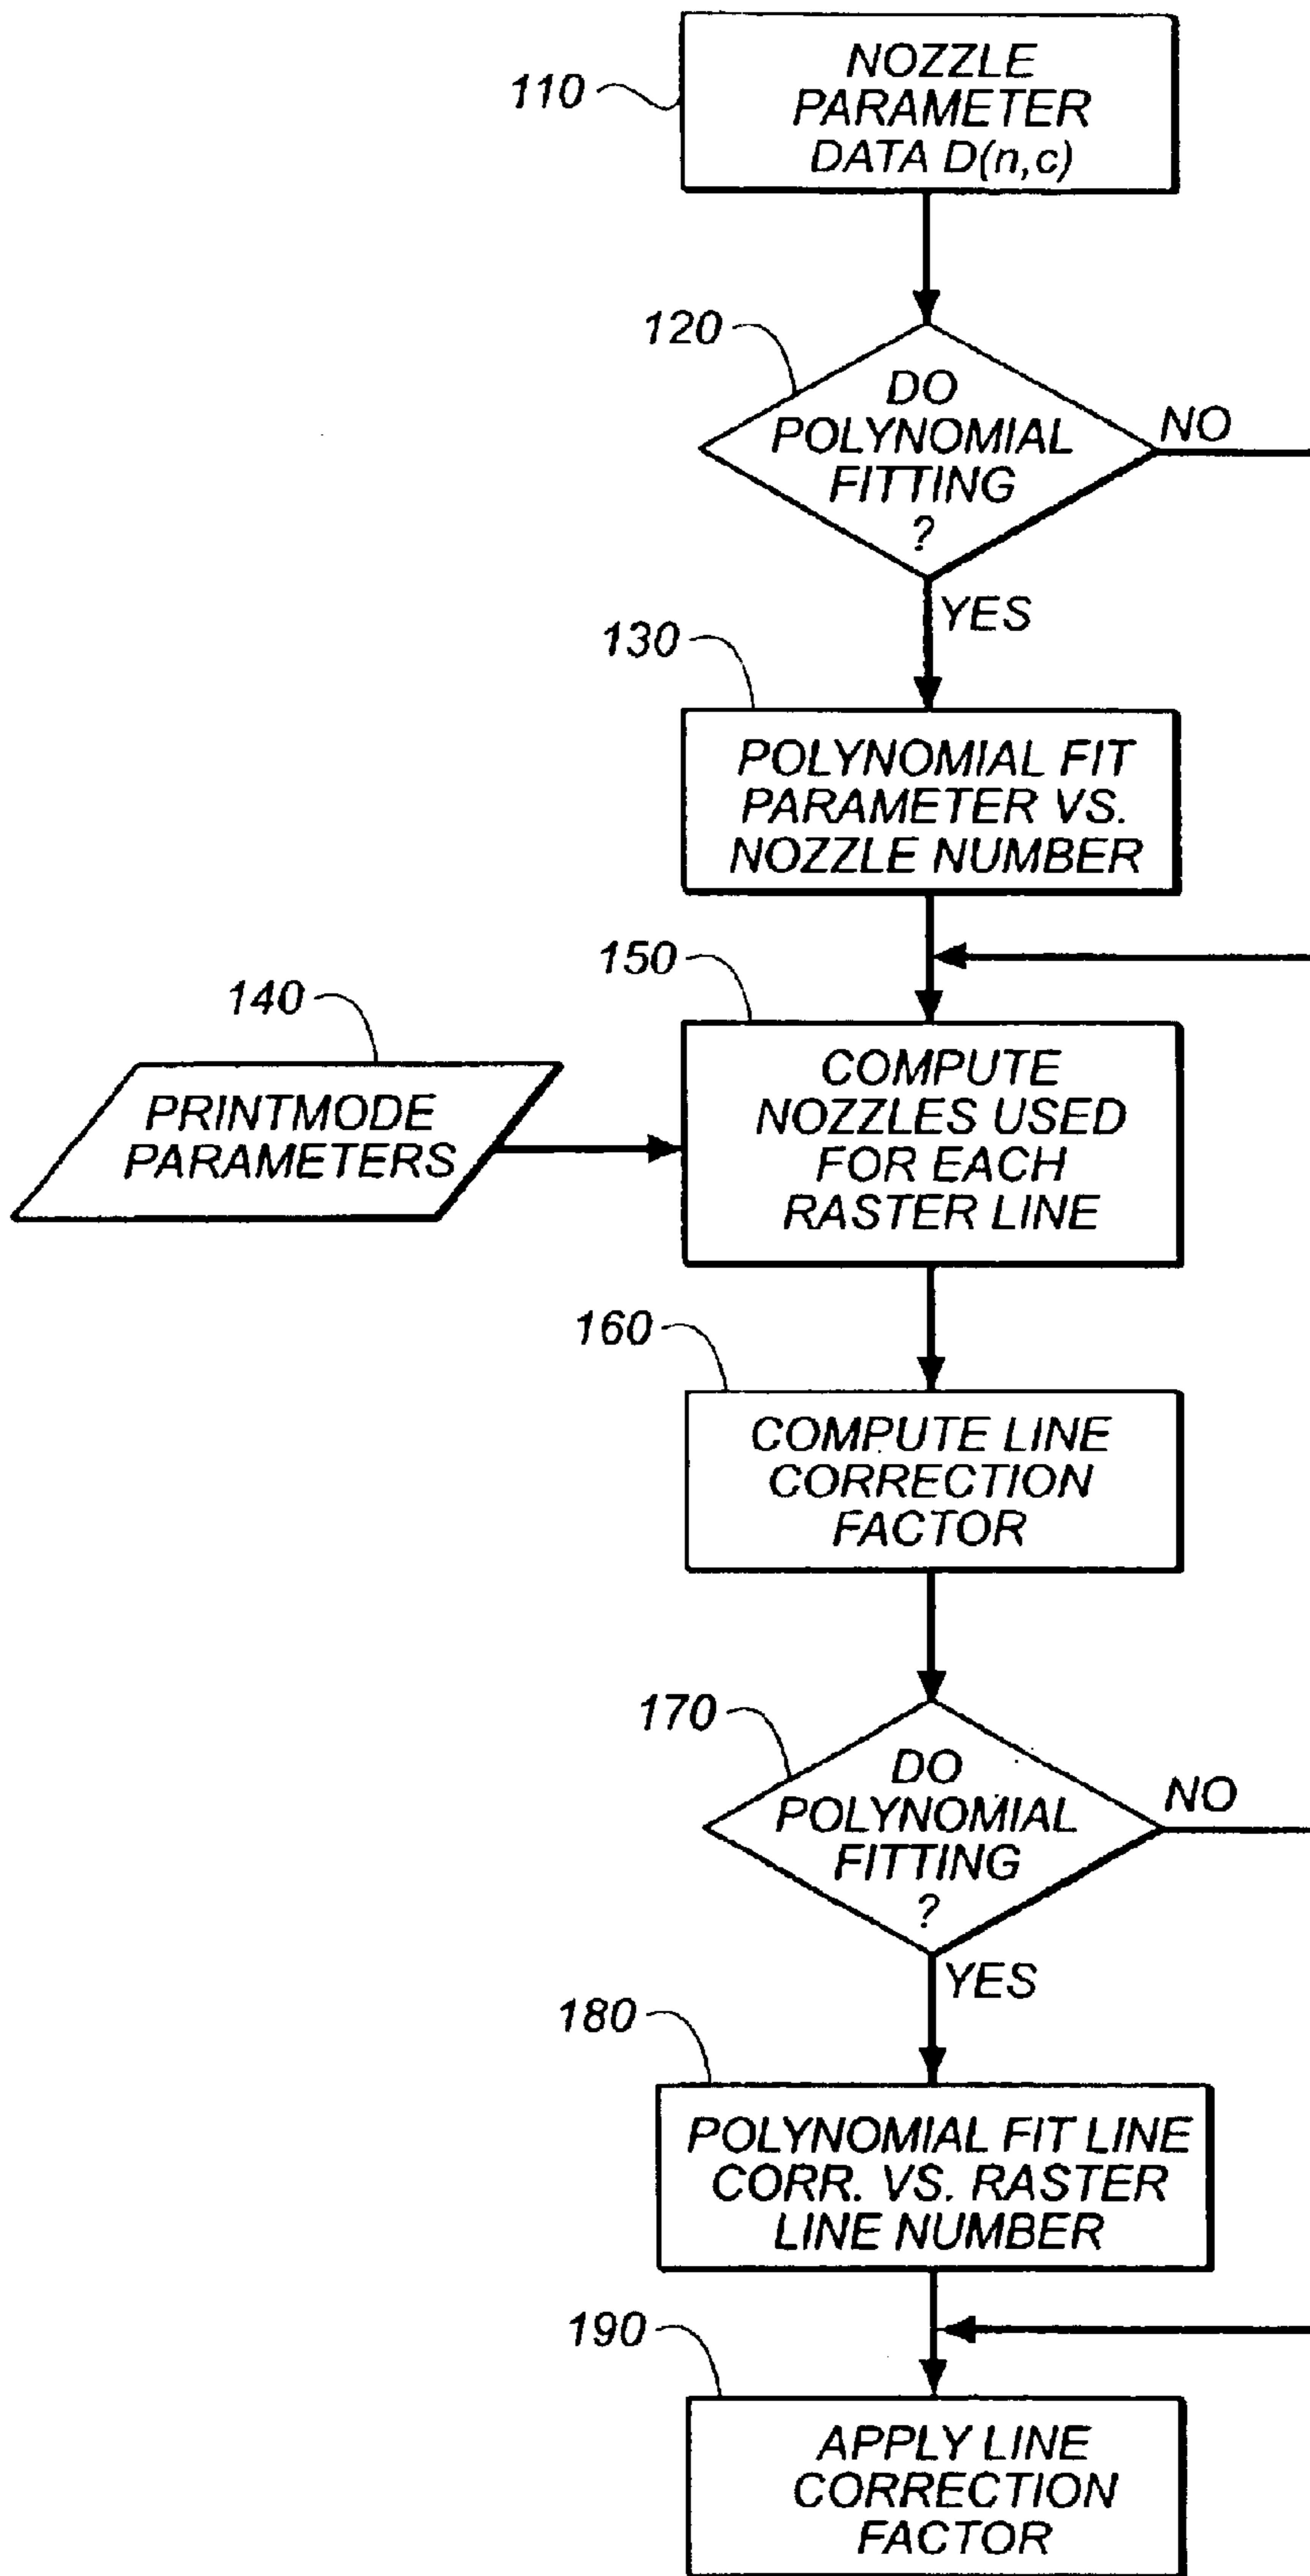 110
NOZZLE
PARAMETER
DATA D(n,c)
120
DO
POLYNOMIAL
FITTING
?
NO
YES
130
POLYNOMIAL FIT
PARAMETER VS.
NOZZLE NUMBER
140
PRINTMODE
PARAMETERS
150
COMPUTE
NOZZLES USED
FOR EACH
RASTER LINE
160
COMPUTE LINE
CORRECTION
FACTOR
170
DO
POLYNOMIAL
FITTING
?
NO
YES
180
POLYNOMIAL FIT LINE
CORR. VS. RASTER
LINE NUMBER
190
APPLY LINE
CORRECTION
FACTOR